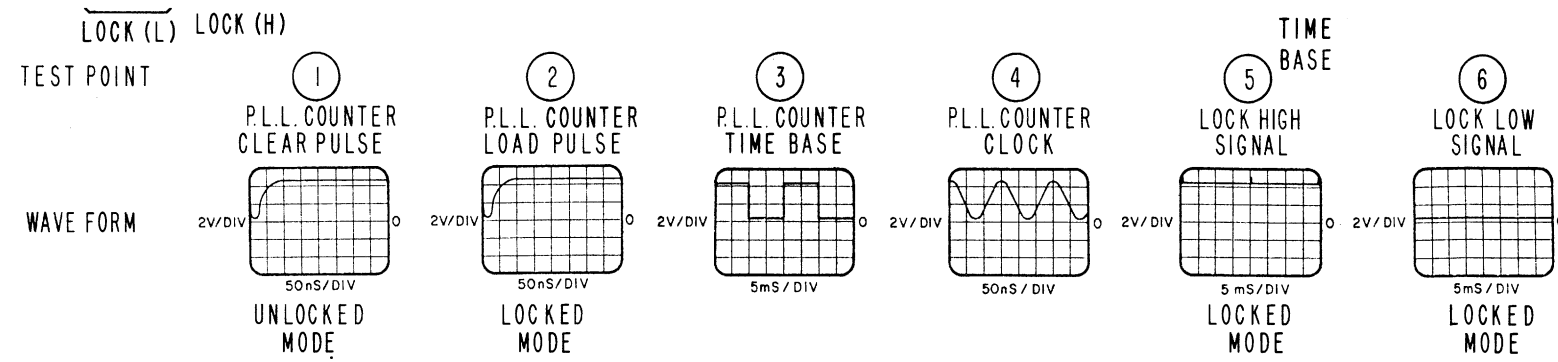 LOCK (L) LOCK (H)
TIME
BASE
TEST POINT 1 2 3 4 5 6
P.L.L. COUNTER P.L.L. COUNTER P.L.L. COUNTER P.L.L. COUNTER LOCK HIGH LOCK LOW
CLEAR PULSE LOAD PULSE TIME BASE CLOCK SIGNAL SIGNAL
WAVE FORM 2V/DIV 0 2V/DIV 0 2V/DIV 0 2V/DIV 0 2V/DIV 0 2V/DIV
50nS/DIV 50nS/DIV 5mS/DIV 50nS/DIV 5mS/DIV 5mS/DIV
UNLOCKED LOCKED LOCKED LOCKED
MODE MODE MODE MODE